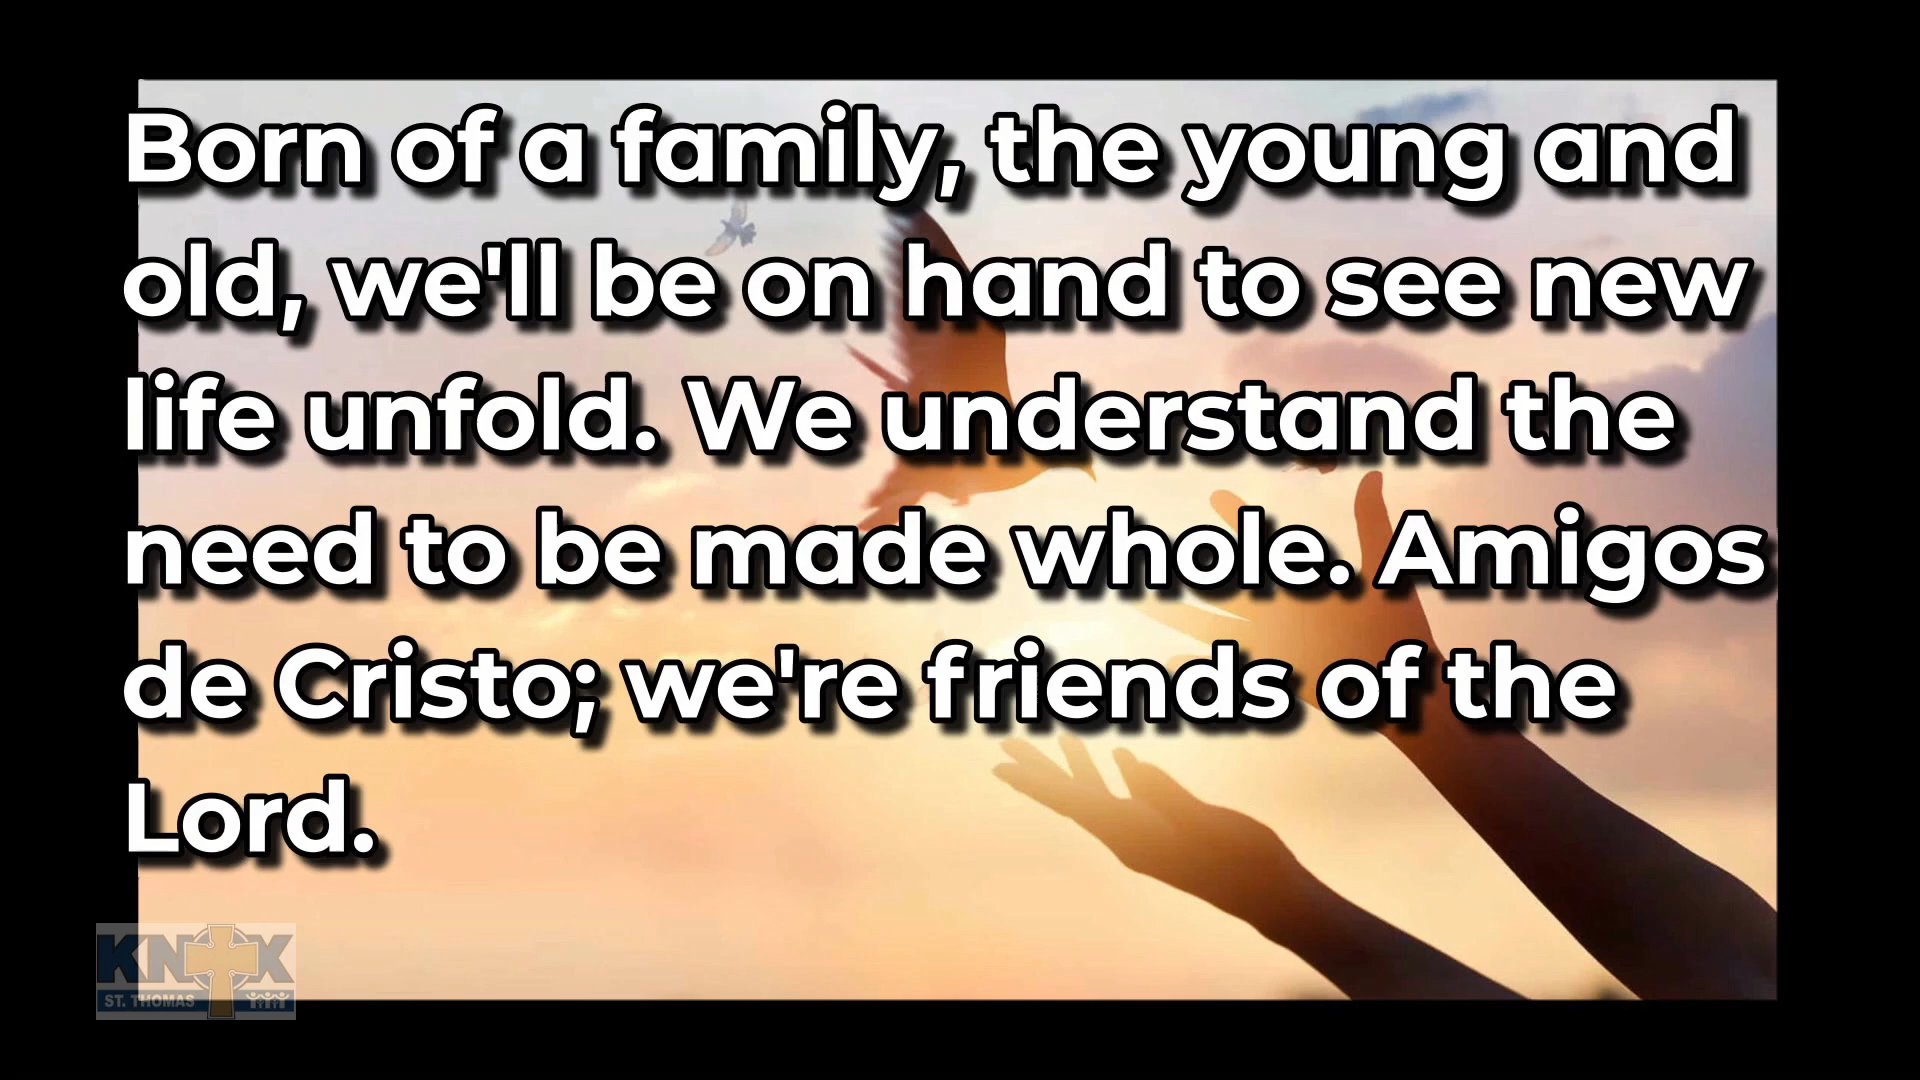 Born of a family, the young and
old, we'll be on hand to see new
life unfold. We understand the
need to be made whole. Amigos
de Cristo; we're friends of the
Lord.
KNOX
ST. THOMAS